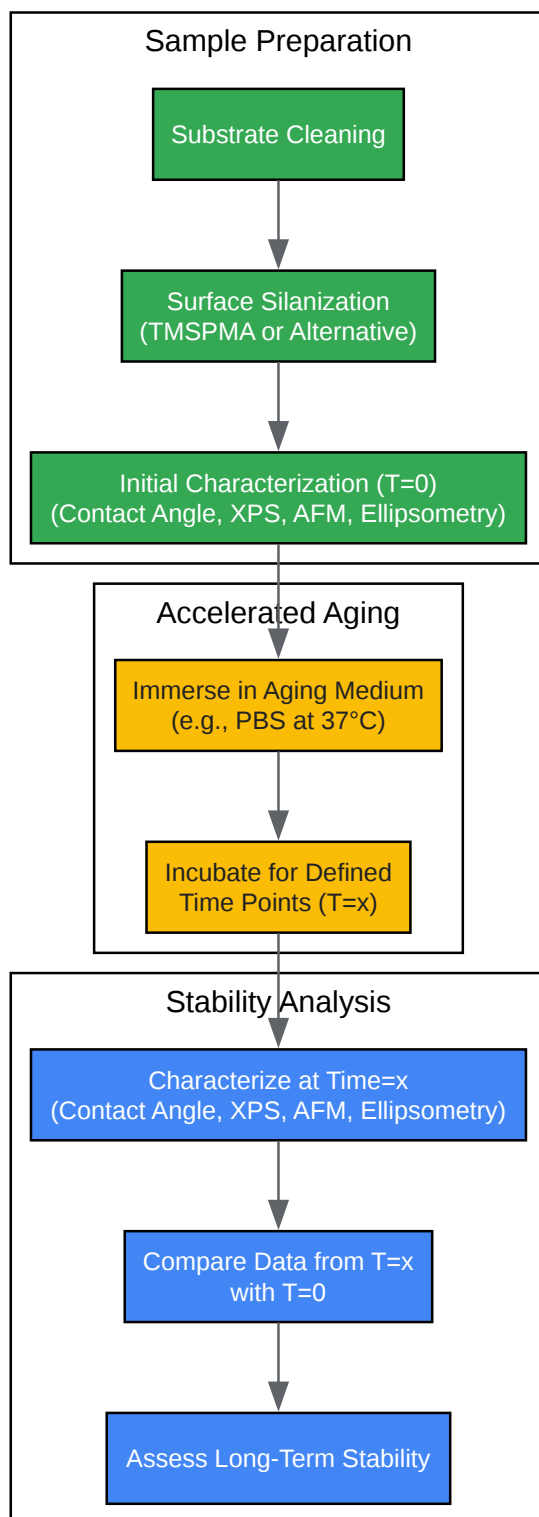 Sample Preparation
Substrate Cleaning
Surface Silanization
(TMSPMA or Alternative)
Initial Characterization (T=0)
(Contact Angle, XPS, AFM, Ellipsometry)
Accelerated Aging
Immerse in Aging Medium
(e.g., PBS at 37°C)
Incubate for Defined
Time Points (T=x)
Stability Analysis
Characterize at Time=x
(Contact Angle, XPS, AFM, Ellipsometry)
Compare Data from T=x
with T=0
Assess Long-Term Stability